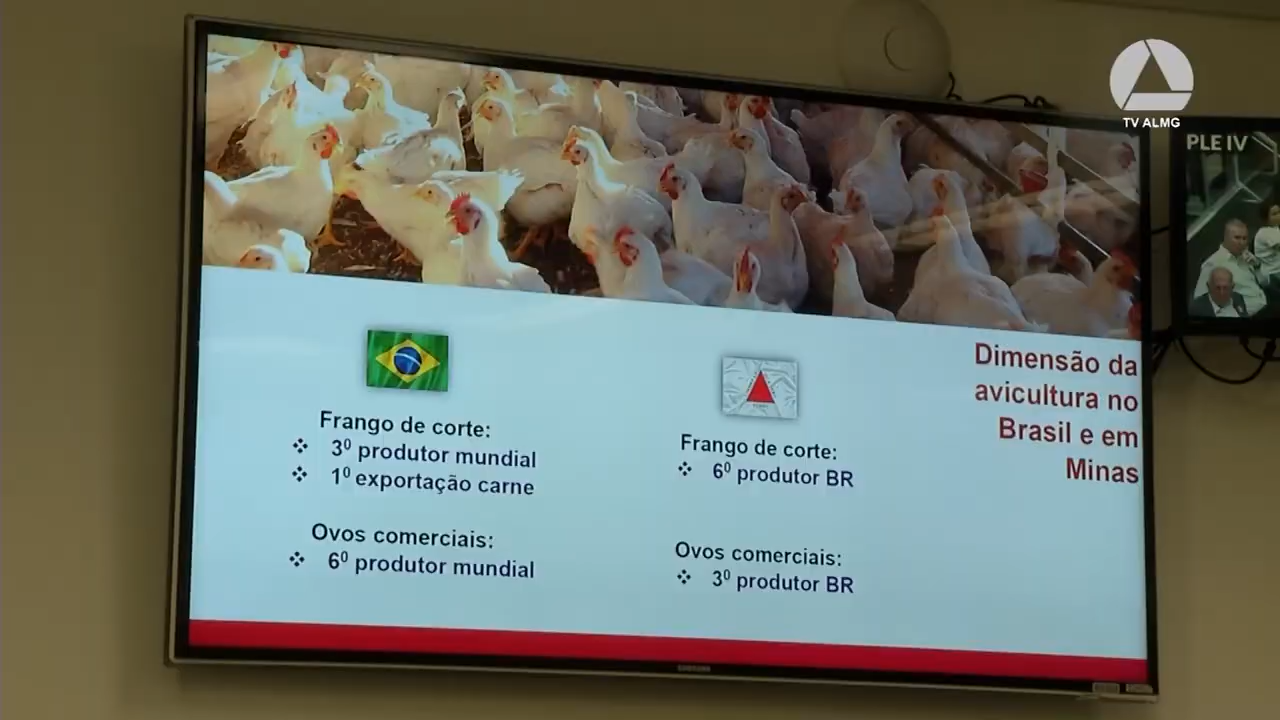 TV ALMG
PLE IV
Dimensão da
avicultura no
Brasil e em
Minas
Frango de corte:
3º produtor mundial
1º exportação carne
Ovos comerciais:
6º produtor mundial
Frango de corte:
6º produtor BR
Ovos comerciais:
3º produtor BR
SAMSUNG